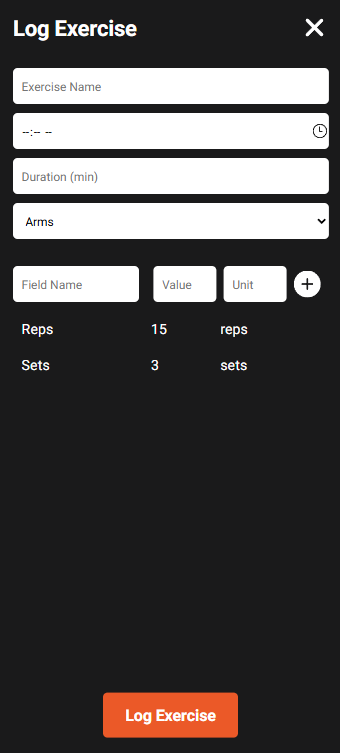 Log Exercise
Exercise Name
--:-- --
Duration (min)
Arms
Field Name Value Unit
Reps 15 reps
Sets 3 sets
Log Exercise